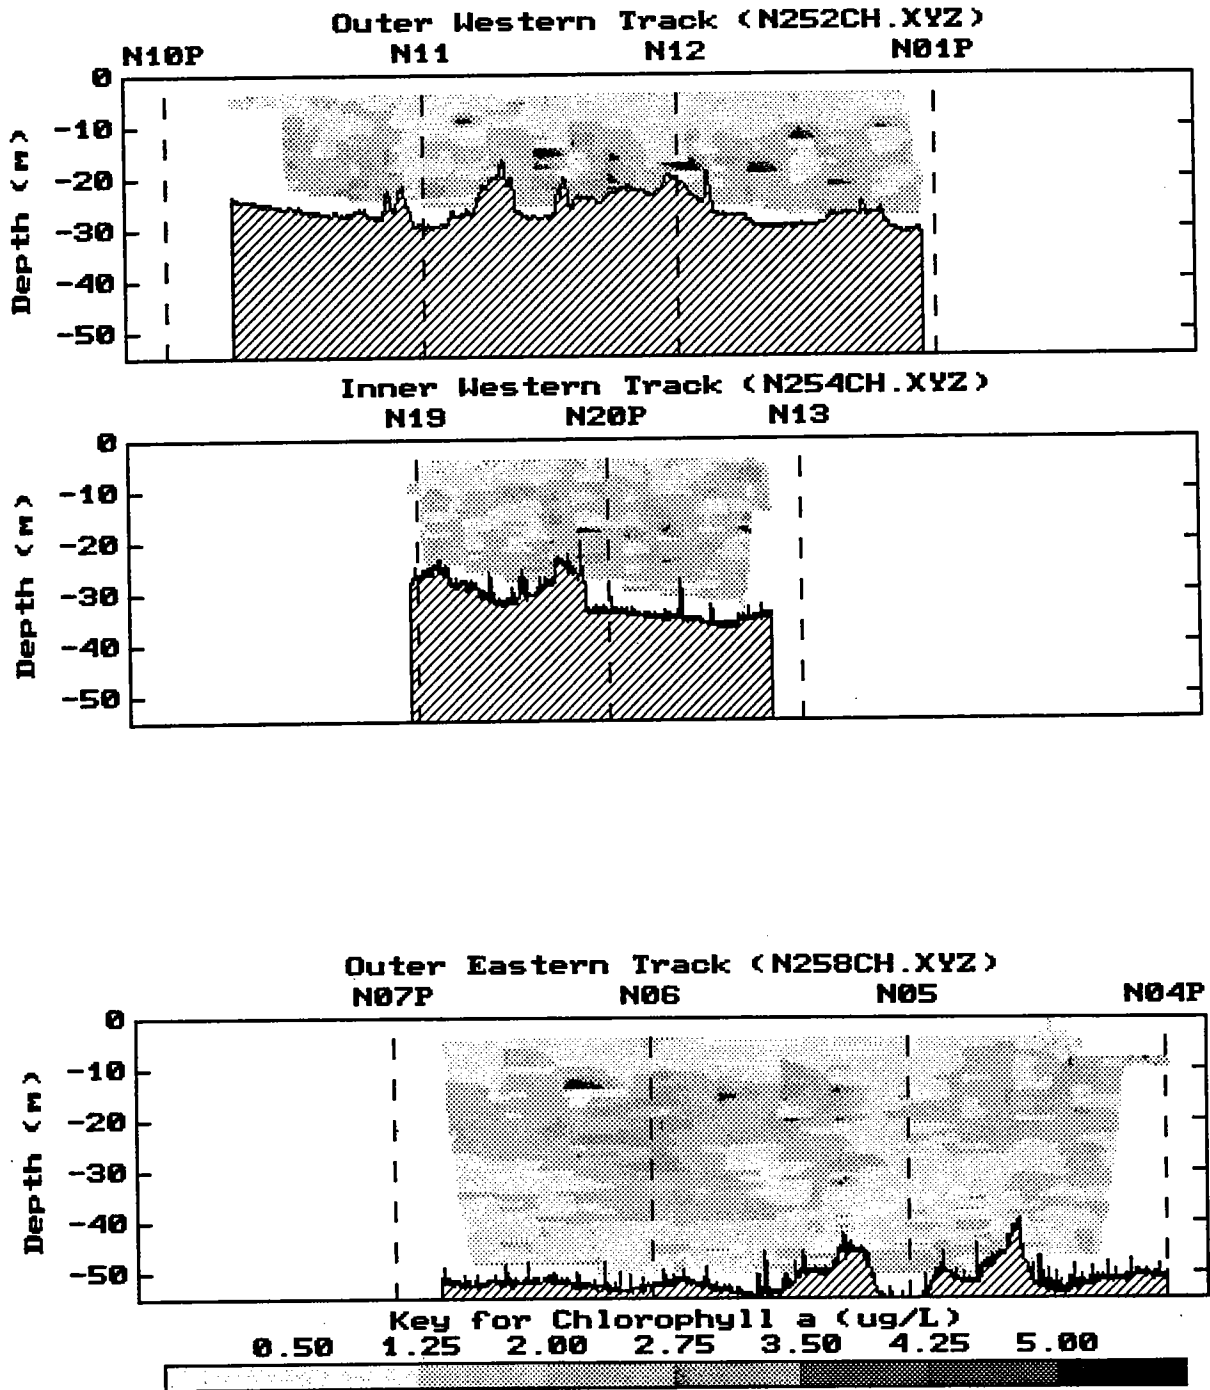 Outer Western Track (N252CH.XYZ)
N10P N11 N12 N01P
0
-10
-20
-30
-40
-50
Depth (m)
Inner Western Track (N254CH.XYZ)
N19 N20P N13
0
-10
-20
-30
-40
-50
Depth (m)
Outer Eastern Track (N258CH.XYZ)
N07P N06 N05 N04P
0
-10
-20
-30
-40
-50
Depth (m)
Key for Chlorophyll a (ug/L)
0.50 1.25 2.00 2.75 3.50 4.25 5.00